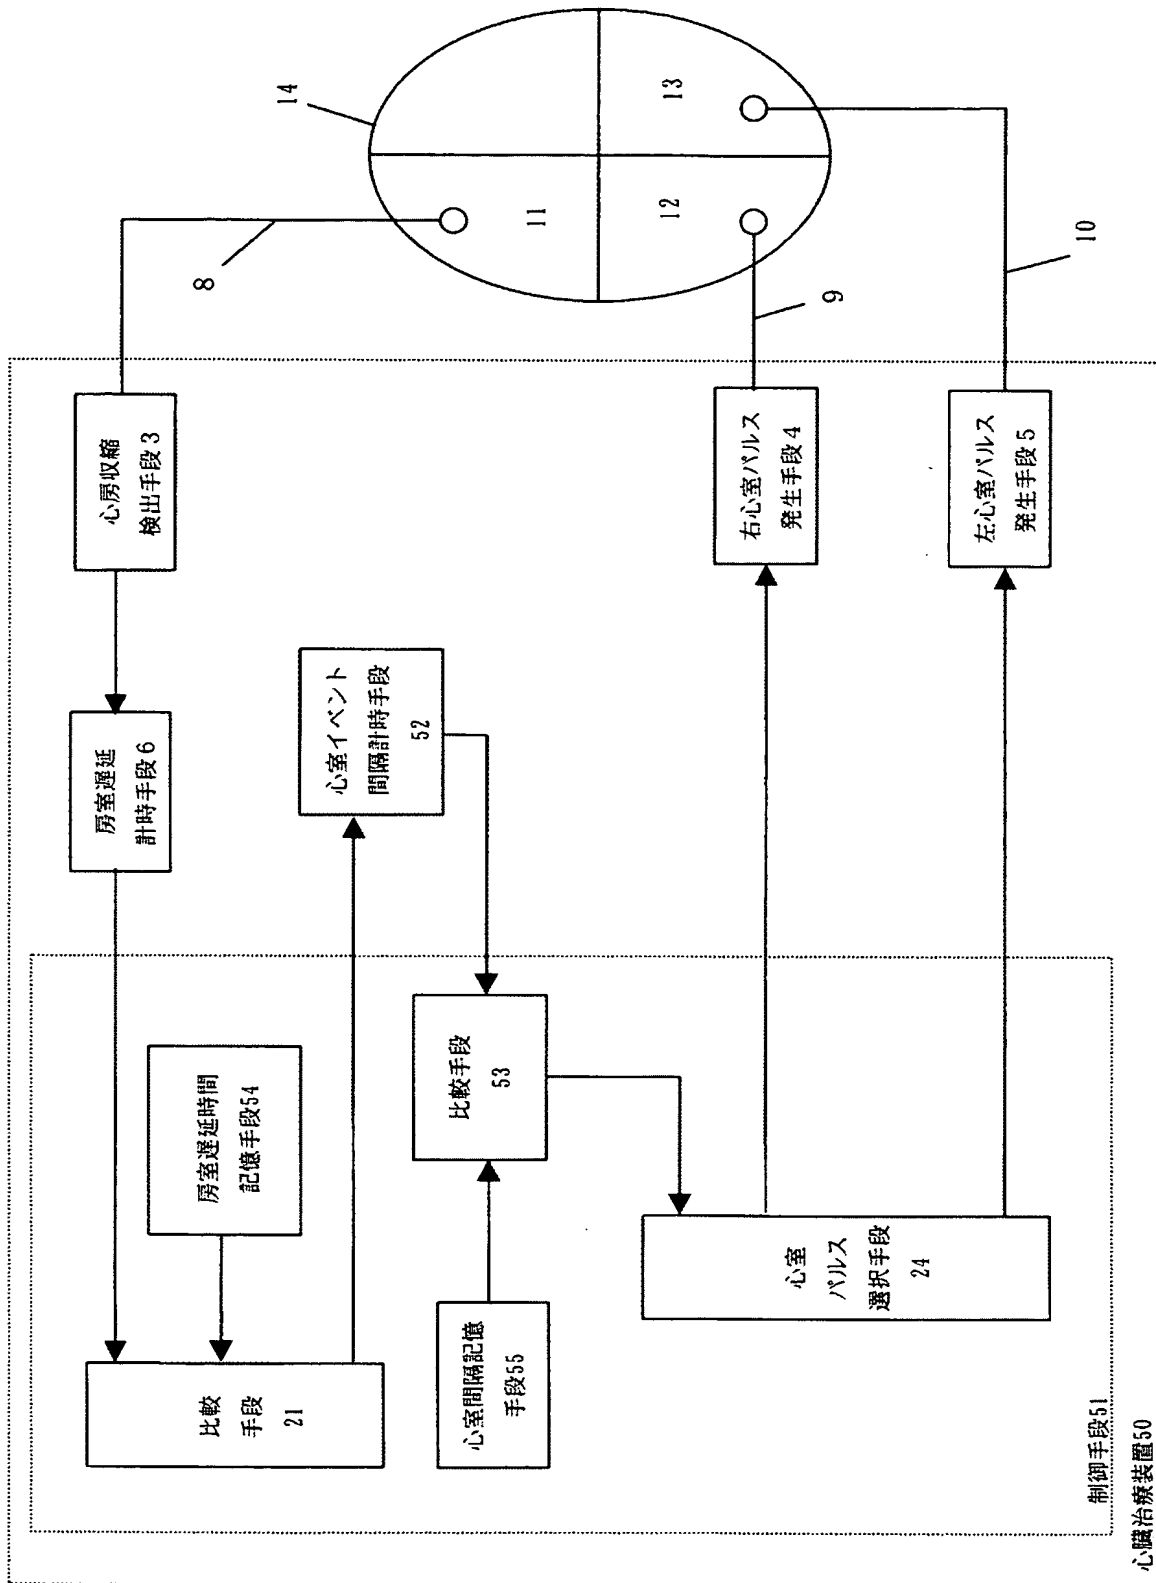 14
11
12
13
8
9
10
心房収縮
検出手段3
房室遅延
計時手段6
心室イベント
間隔計時手段
52
右心室パルス
発生手段4
左心室パルス
発生手段5
房室遅延時間
記憶手段54
比較
手段
21
比較手段
53
心室間隔記憶
手段55
心室
パルス
選択手段
24
制御手段51
心臓治療装置50